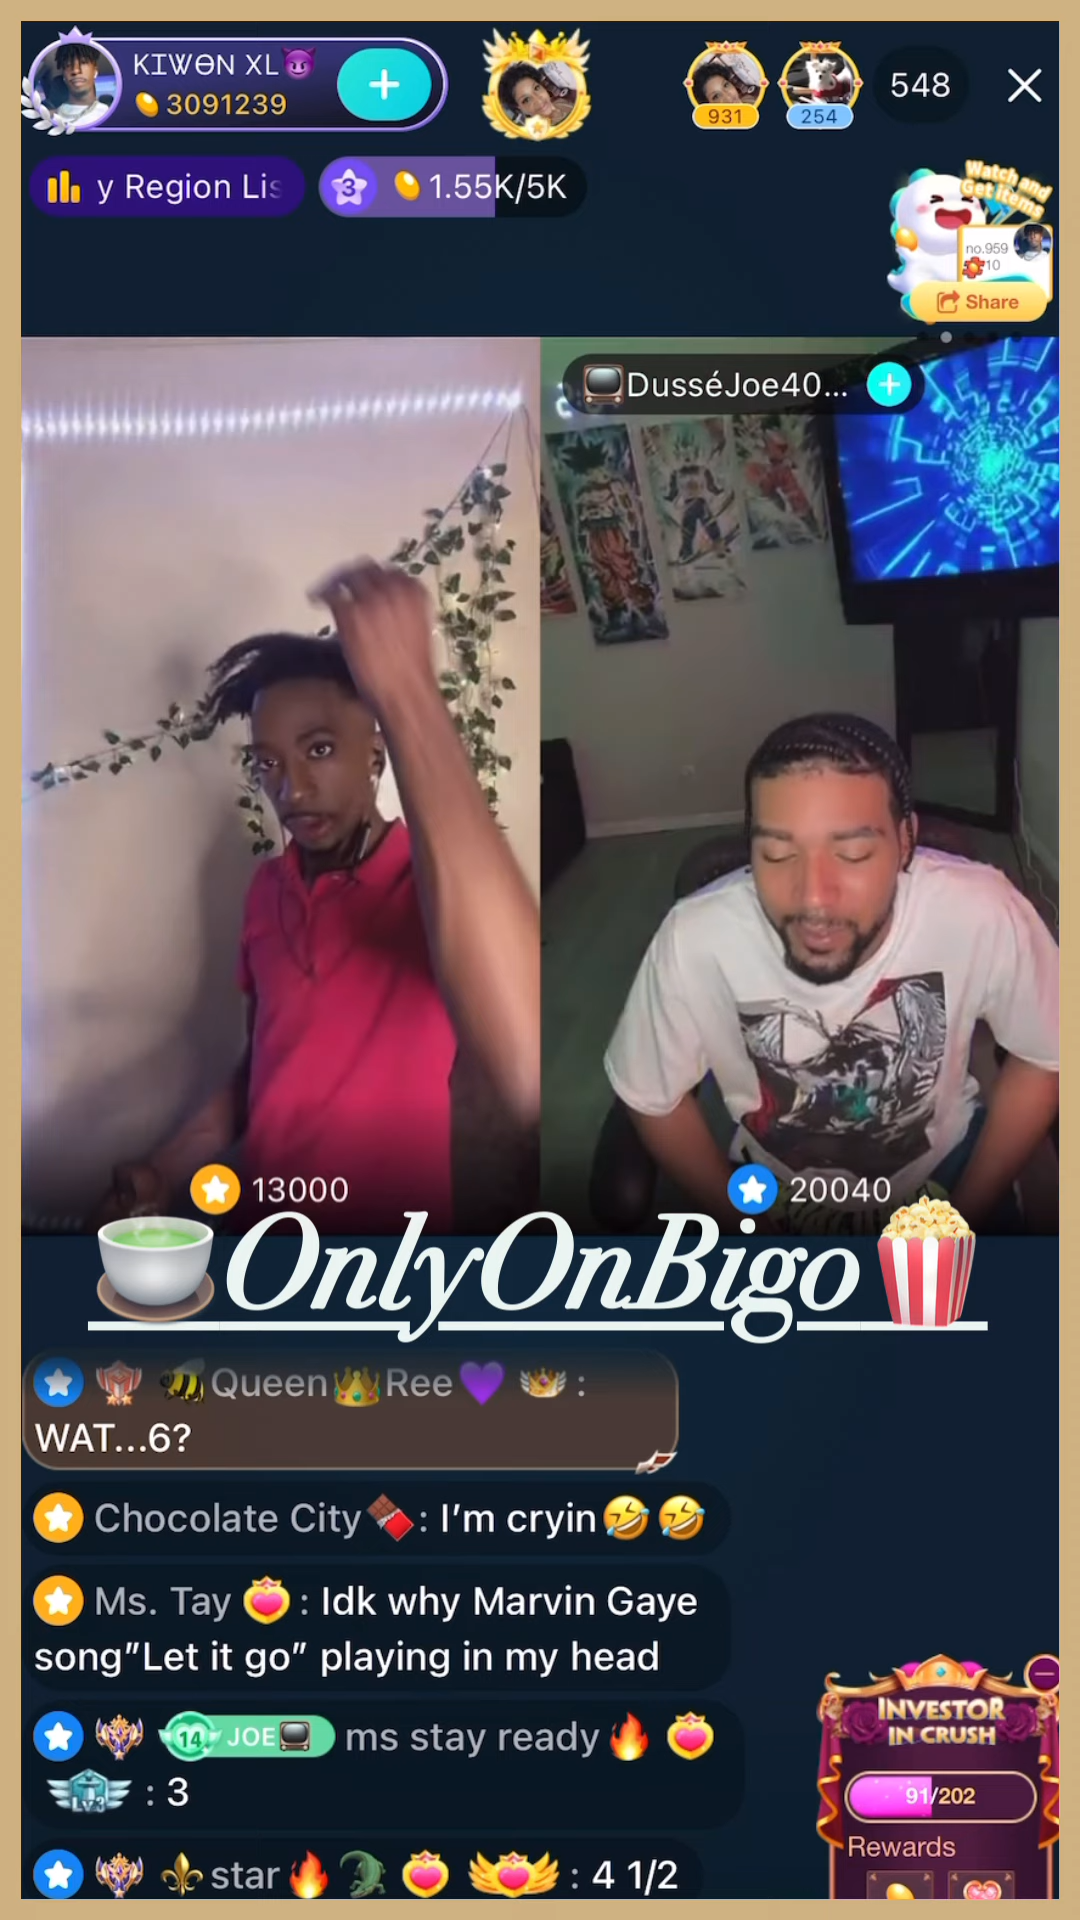 KIWΘN XL😈
3091239
931
254
548
y Region Lis
3
1.55K/5K
Watch and
Get items
no.959
10
Share
📺DusséJoe40...
13000
20040
🍵OnlyOnBigo🍿
🐝Queen👑Ree💜 :
WAT...6?
Chocolate City🍫: I'm cryin🤣🤣
Ms. Tay : Idk why Marvin Gaye
song"Let it go" playing in my head
14 JOE📺 ms stay ready🔥
Lv3 : 3
⚜️star🔥🐊 : 4 1/2
INVESTOR
IN CRUSH
91/202
Rewards